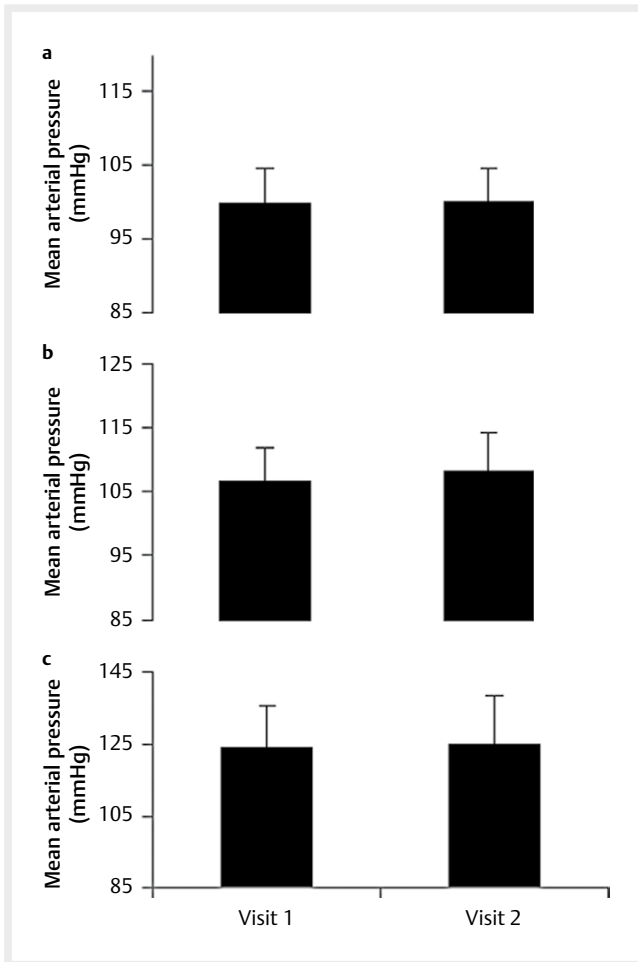 a
Mean arterial pressure
(mmHg)
115
105
95
85
b
Mean arterial pressure
(mmHg)
125
115
105
95
85
c
Mean arterial pressure
(mmHg)
145
125
105
85
Visit 1 Visit 2